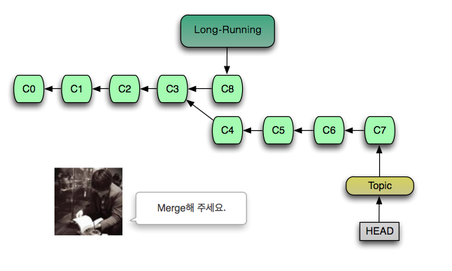 Long-Running
C0 C1 C2 C3 C8
C4 C5 C6 C7
Topic
Merge해 주세요.
HEAD